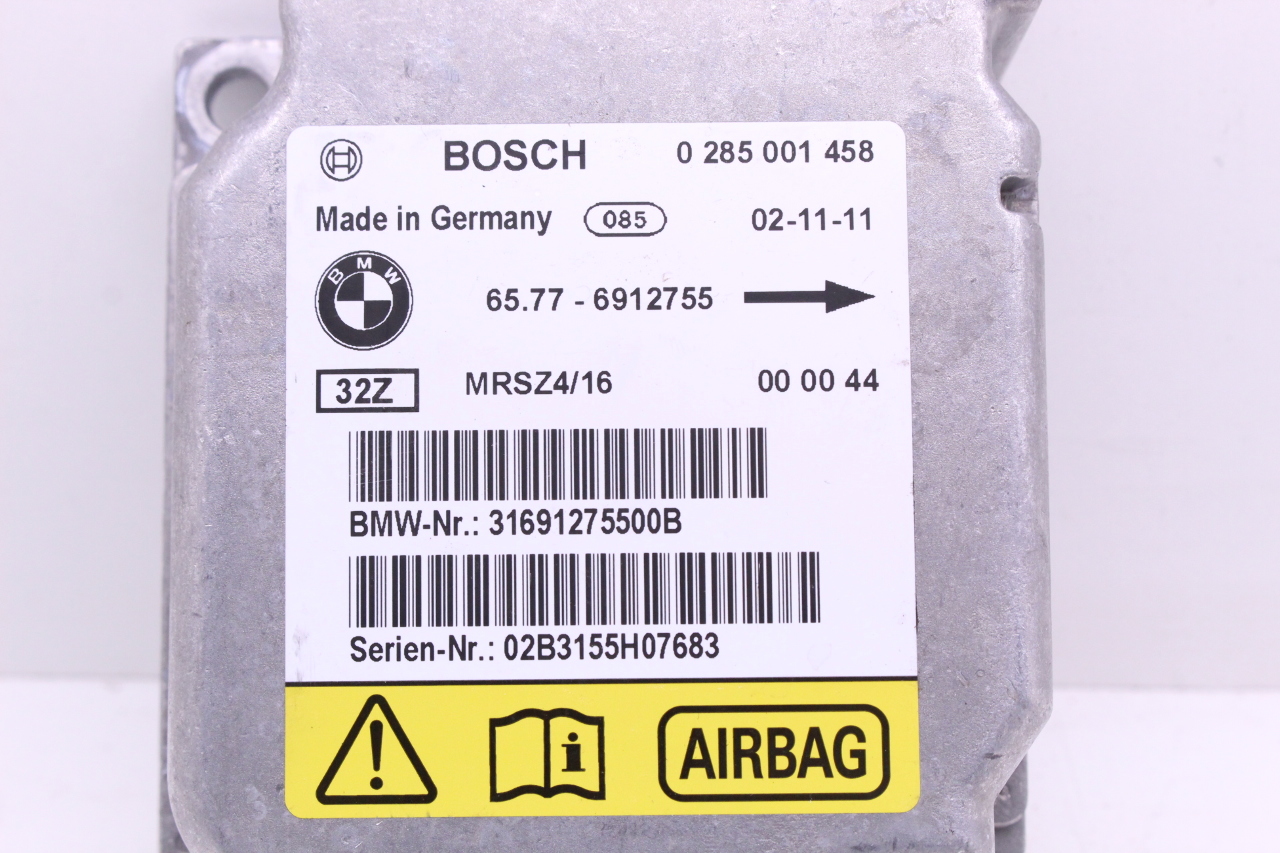 BOSCH 0 285 001 458
Made in Germany 085 02-11-11
BMW
65.77 - 6912755
32Z MRSZ4/16 00 00 44
BMW-Nr.: 31691275500B
Serien-Nr.: 02B3155H07683
AIRBAG